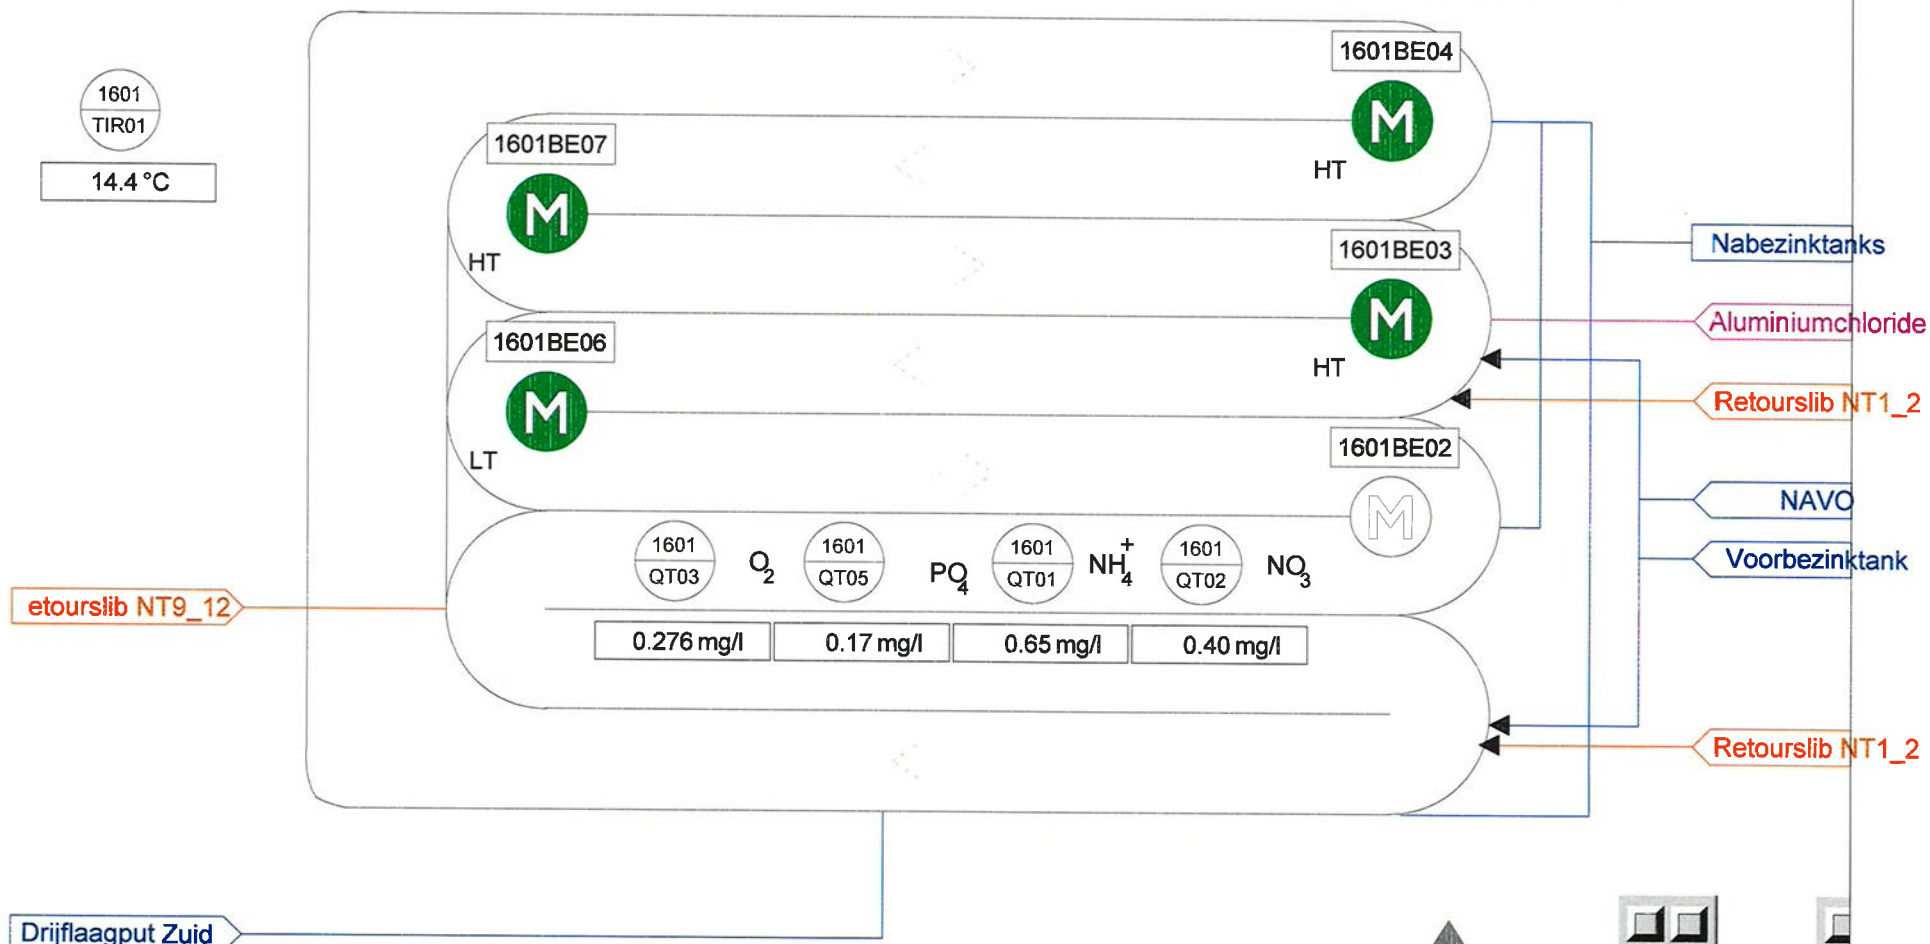 1601BE04
M
HT
1601
TIR01
14.4 °C
1601BE07
M
HT
1601BE03
M
HT
Nabezinktanks
Aluminiumchloride
Retourslib NT1_2
1601BE06
M
LT
1601BE02
M
NAVO
Voorbezinktank
1601
QT03
O2
1601
QT05
PO4
1601
QT01
NH4+
1601
QT02
NO3
etourslib NT9_12
0.276 mg/l
0.17 mg/l
0.65 mg/l
0.40 mg/l
Retourslib NT1_2
Drijflaagput Zuid